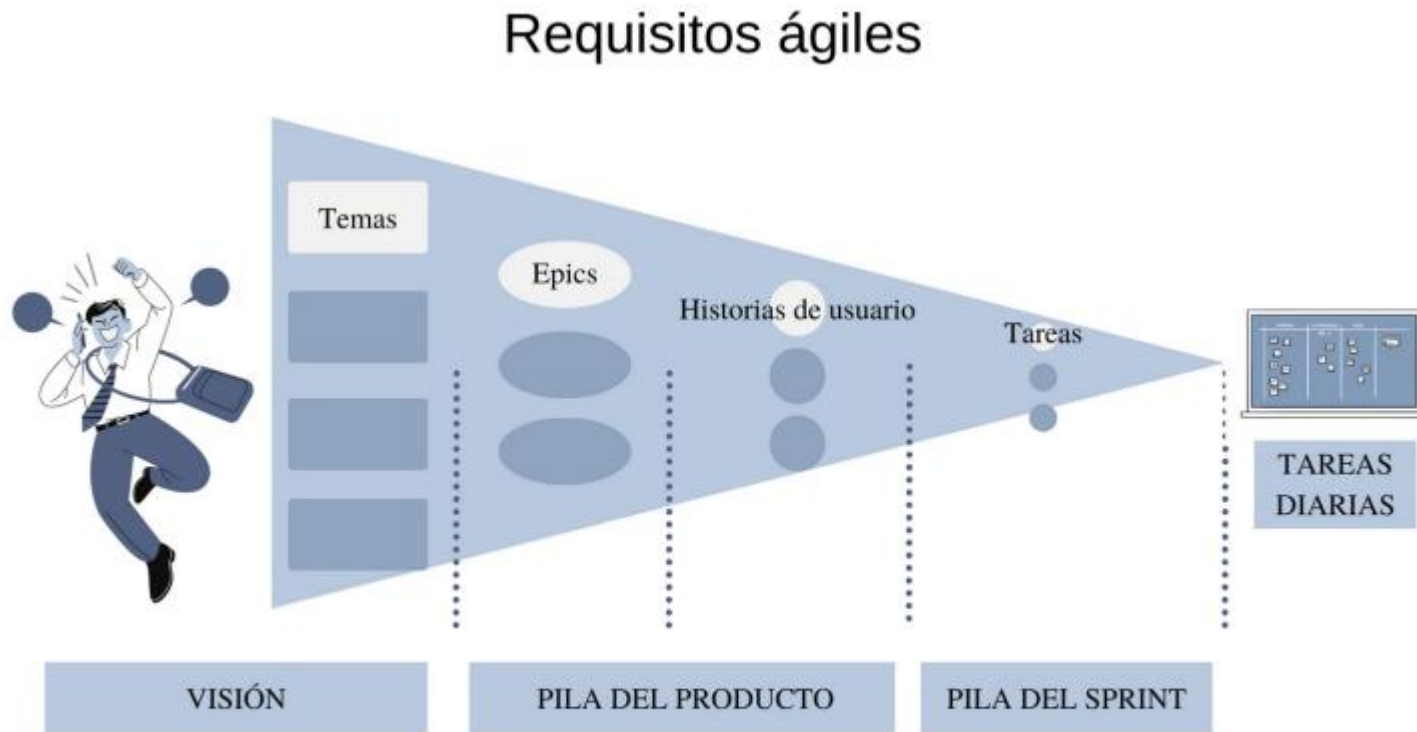 Requisitos ágiles
Temas
Epics
Historias de usuario
Tareas
TAREAS
DIARIAS
VISIÓN
PILA DEL PRODUCTO
PILA DEL SPRINT